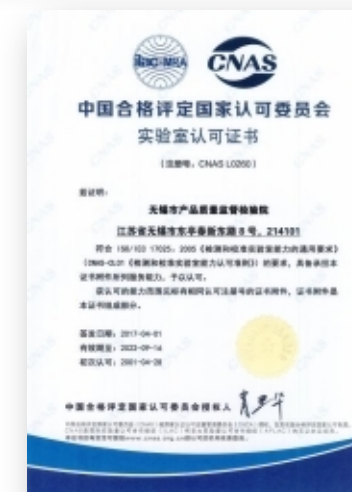 ilac-MRA
CNAS
中国合格评定国家认可委员会
实验室认可证书
(注册号：CNAS L0260)
兹证明：
无锡市产品质量监督检验院
江苏省无锡市东亭春新东路 8 号，214101
符合 ISO/IEC 17025：2005《检测和校准实验室能力的通用要求》
(CNAS-CL01《检测和校准实验室能力认可准则》) 的要求，具备承担本
证书附件所列服务能力，予以认可。
获认可的能力范围见标有相同认可注册号的证书附件，证书附件是
本证书组成部分。
签发日期：2017-04-01
有效期至：2022-09-14
初次认可：2001-04-28
中国合格评定国家认可委员会授权人